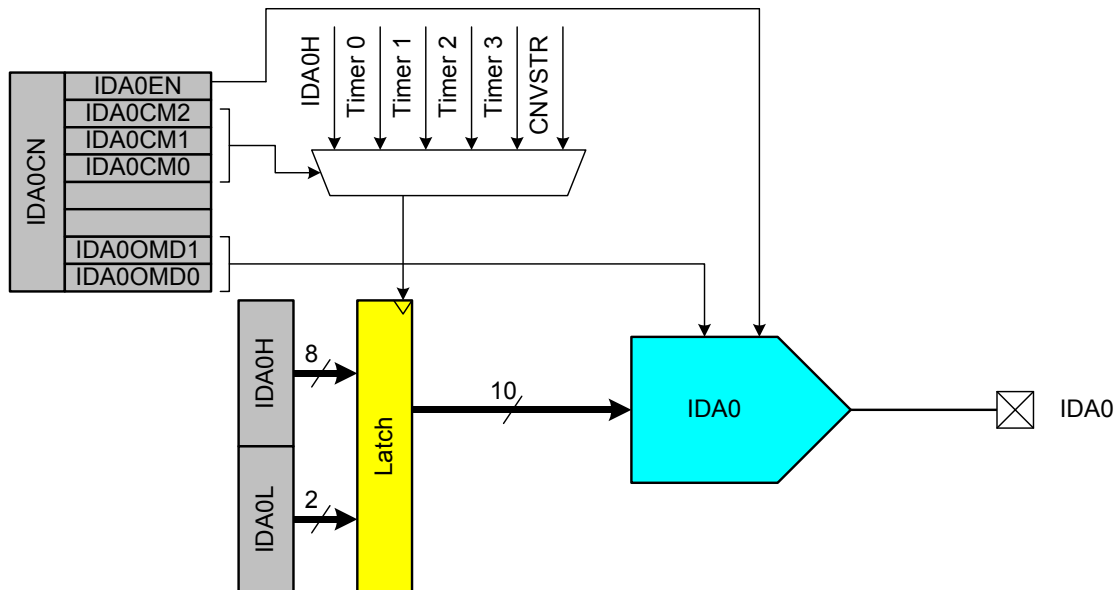 IDA0CN
IDA0EN
IDA0CM2
IDA0CM1
IDA0CM0
IDA0OMD1
IDA0OMD0
IDA0H
Timer 0
Timer 1
Timer 2
Timer 3
CNVSTR
IDA0H
8
IDA0L
2
Latch
10
IDA0
IDA0